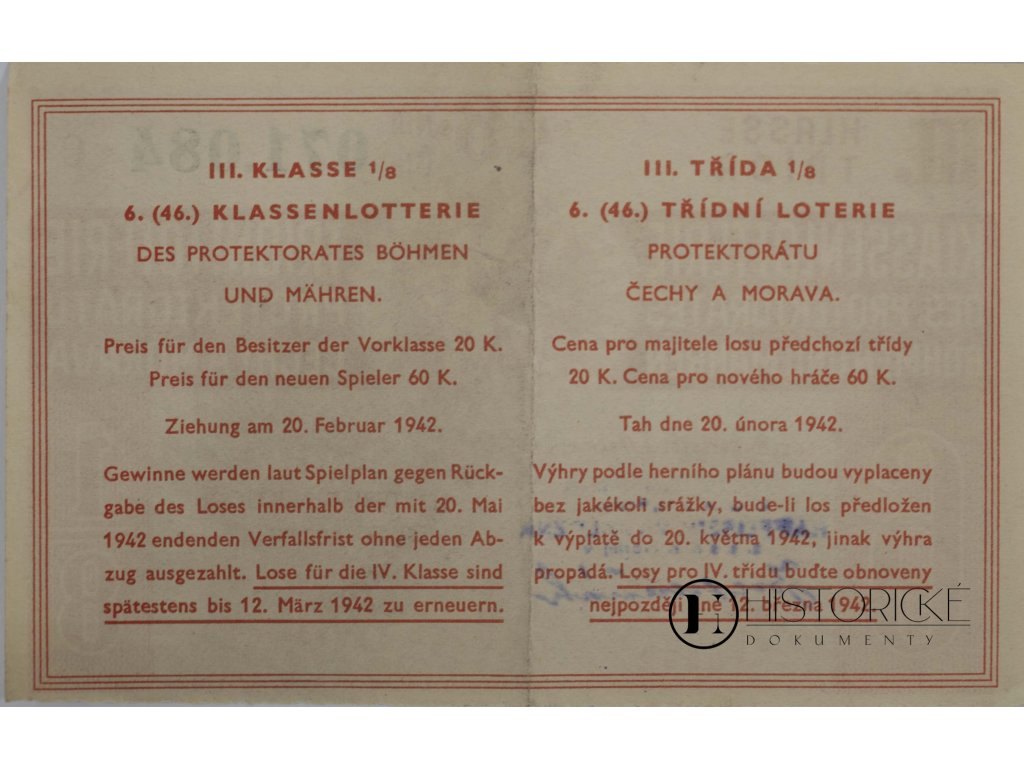 III. KLASSE 1/8
6. (46.) KLASSENLOTTERIE
DES PROTEKTORATES BÖHMEN
UND MÄHREN.
Preis für den Besitzer der Vorklasse 20 K.
Preis für den neuen Spieler 60 K.
Ziehung am 20. Februar 1942.
Gewinne werden laut Spielplan gegen Rück-
gabe des Loses innerhalb der mit 20. Mai
1942 endenden Verfallsfrist ohne jeden Ab-
zug ausgezahlt. Lose für die IV. Klasse sind
spätestens bis 12. März 1942 zu erneuern.
III. TŘÍDA 1/8
6. (46.) TŘÍDNÍ LOTERIE
PROTEKTORÁTU
ČECHY A MORAVA.
Cena pro majitele losu předchozí třídy
20 K. Cena pro nového hráče 60 K.
Tah dne 20. února 1942.
Výhry podle herního plánu budou vyplaceny
bez jakékoli srážky, bude-li los předložen
k výplatě do 20. května 1942, jinak výhra
propadá. Losy pro IV. třídu buďte obnoveny
nejpozději dne 12. března 1942.
HISTORICKÉ
DOKUMENTY